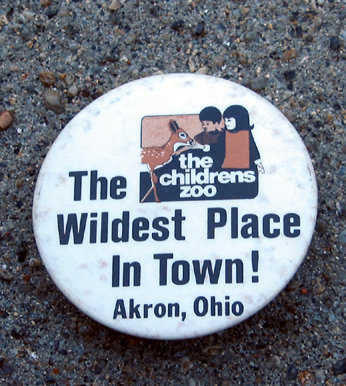 the
childrens
zoo
The
Wildest Place
In Town!
Akron, Ohio